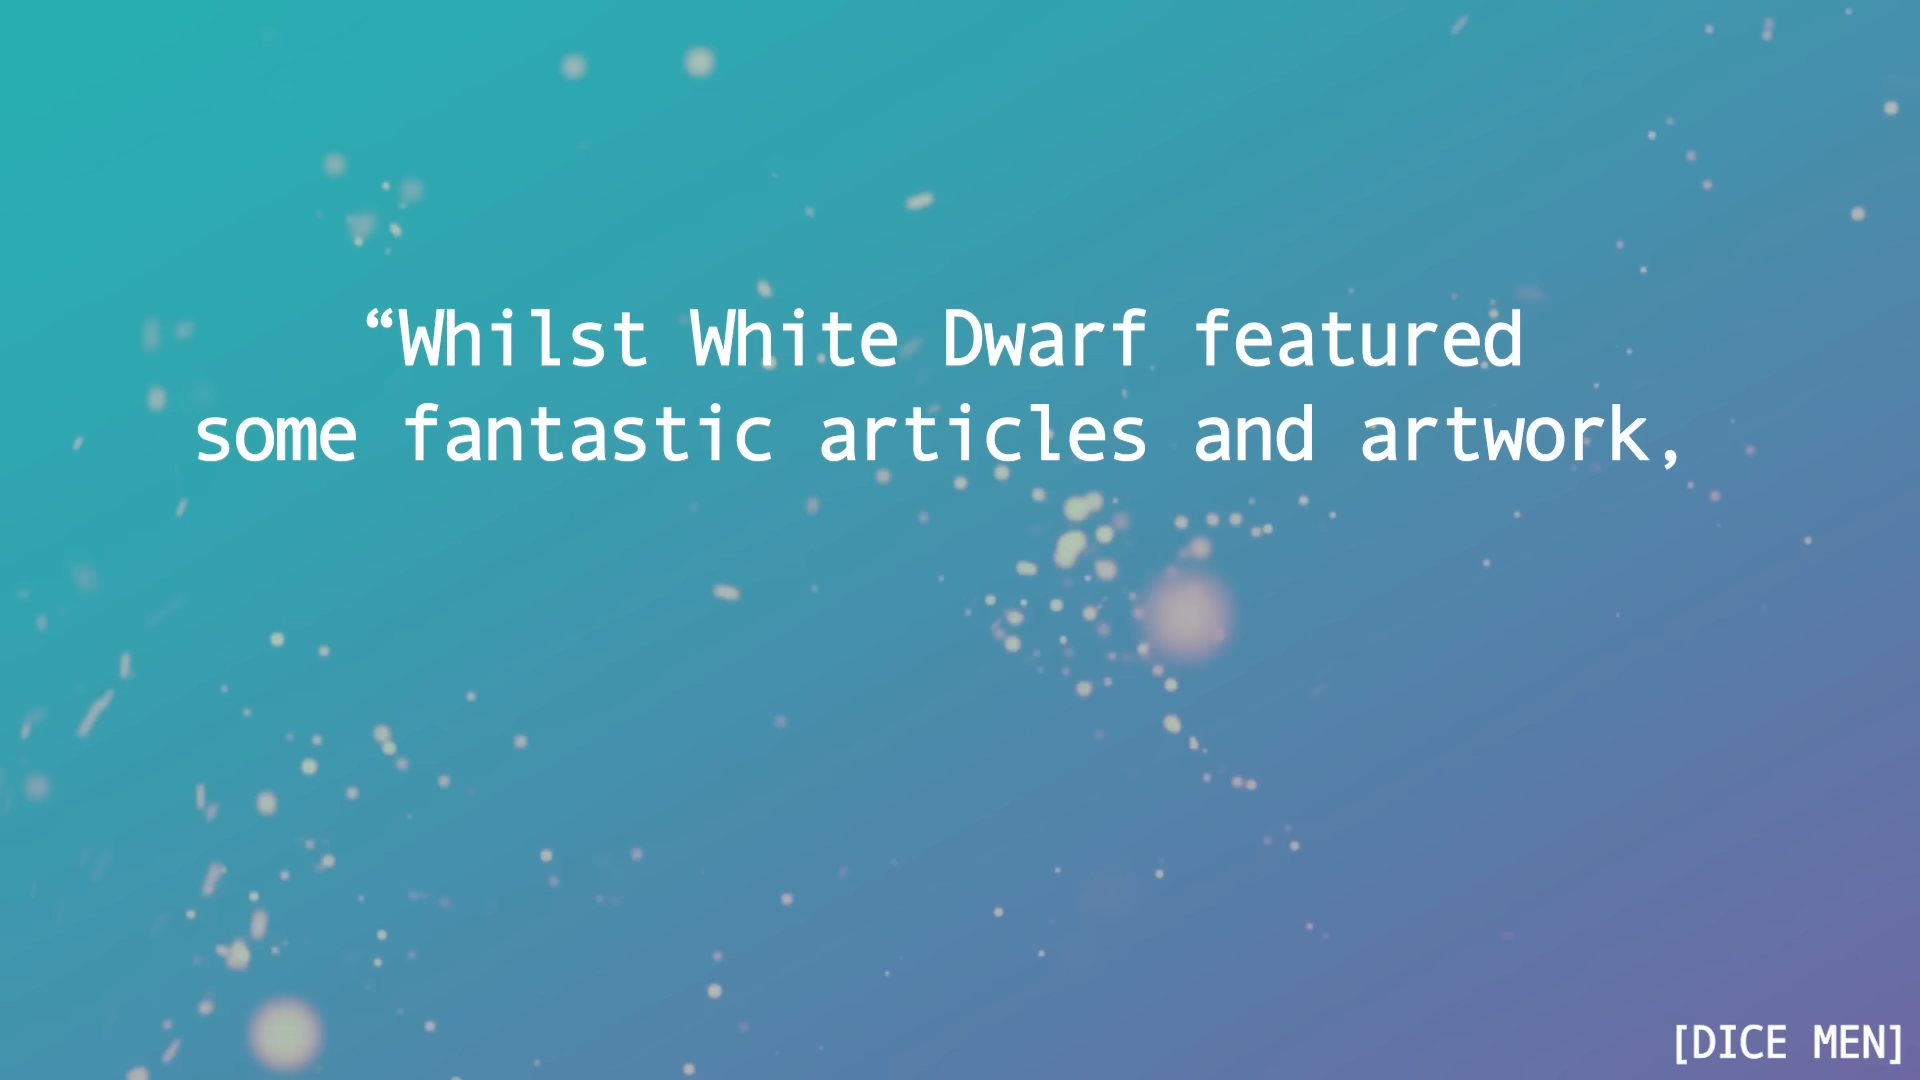 “Whilst White Dwarf featured
some fantastic articles and artwork,
[DICE MEN]